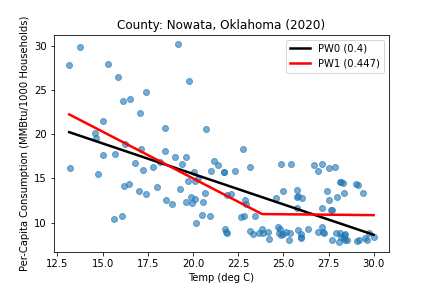 County: Nowata, Oklahoma (2020)
PW0 (0.4)
PW1 (0.447)
Per-Capita Consumption (MMBtu/1000 Households)
30
25
20
15
10
12.5 15.0 17.5 20.0 22.5 25.0 27.5 30.0
Temp (deg C)